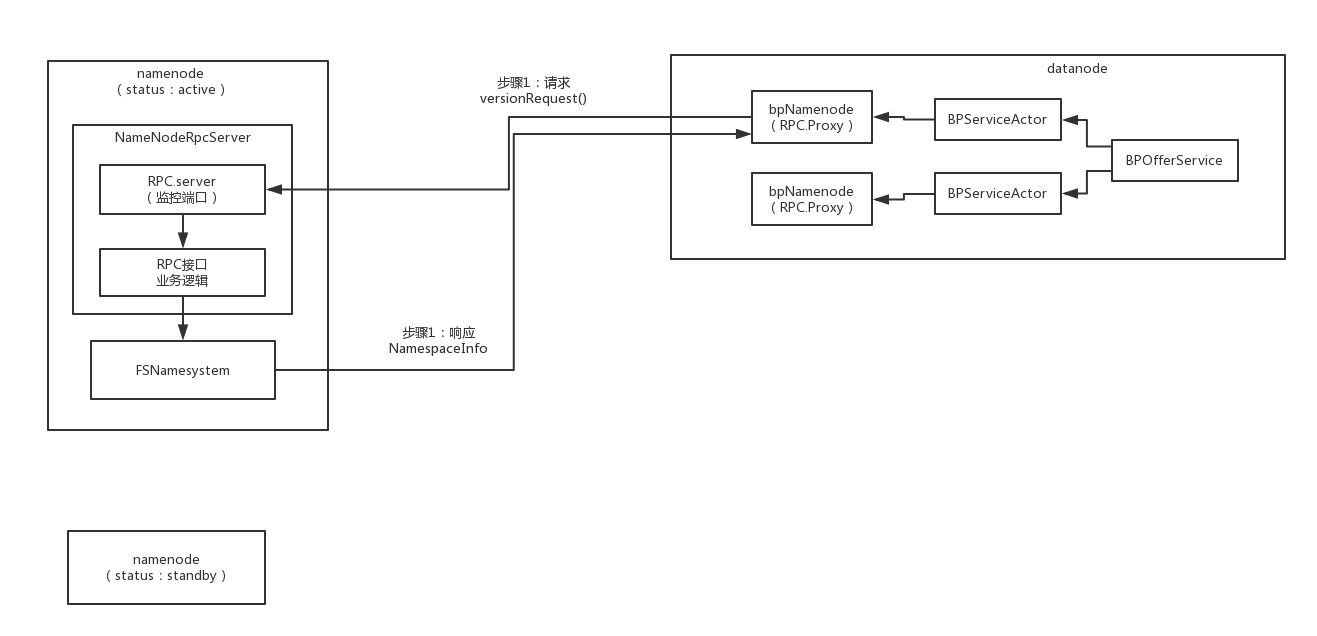 namenode
（status：active）
NameNodeRpcServer
RPC.server
（监控端口）
RPC接口
业务逻辑
FSNamesystem
步骤1：请求
versionRequest()
步骤1：响应
NamespaceInfo
datanode
bpNamenode
（RPC.Proxy）
BPServiceActor
BPOfferService
bpNamenode
（RPC.Proxy）
BPServiceActor
namenode
（status：standby）